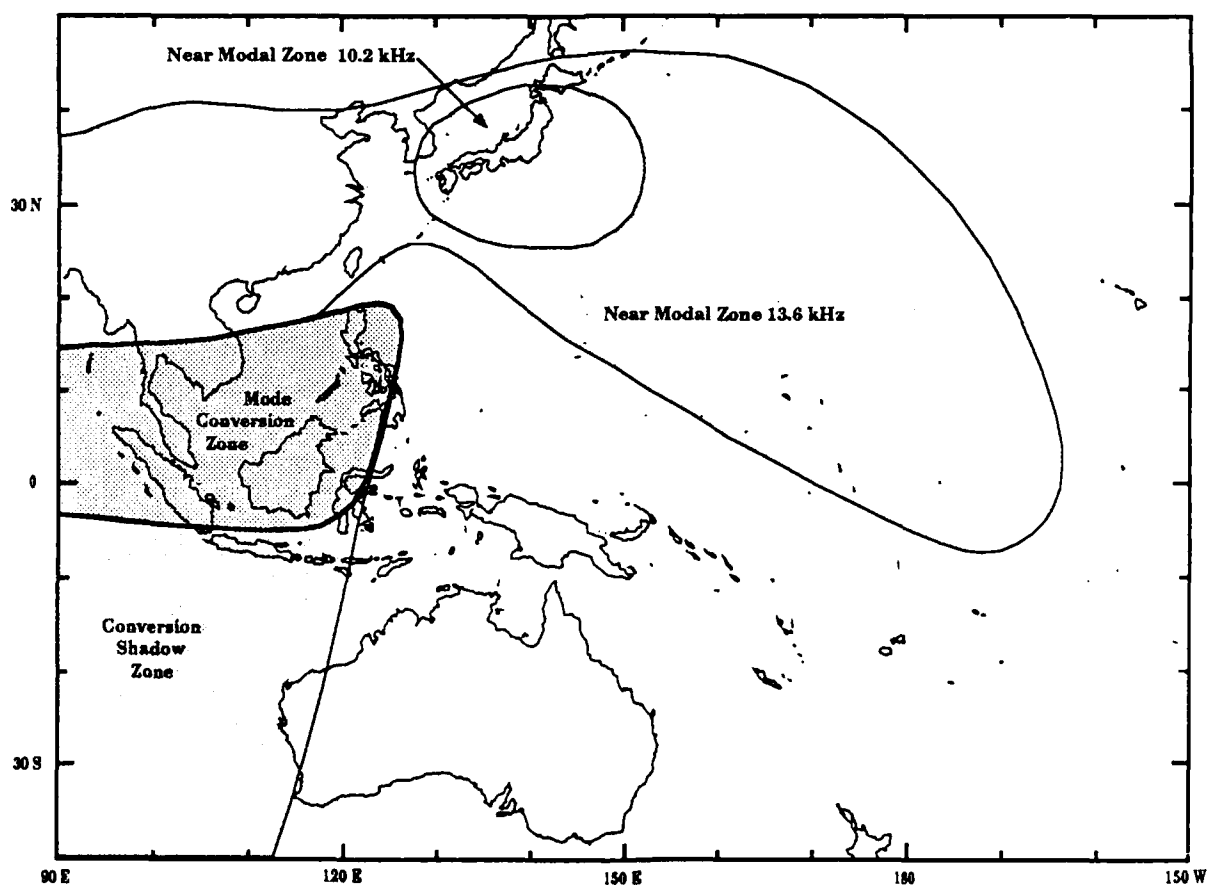 Near Modal Zone 10.2 kHz
30 N
Near Modal Zone 13.6 kHz
Mode
Conversion
Zone
0
Conversion
Shadow
Zone
30 S
90 E
120 E
150 E
180
150 W